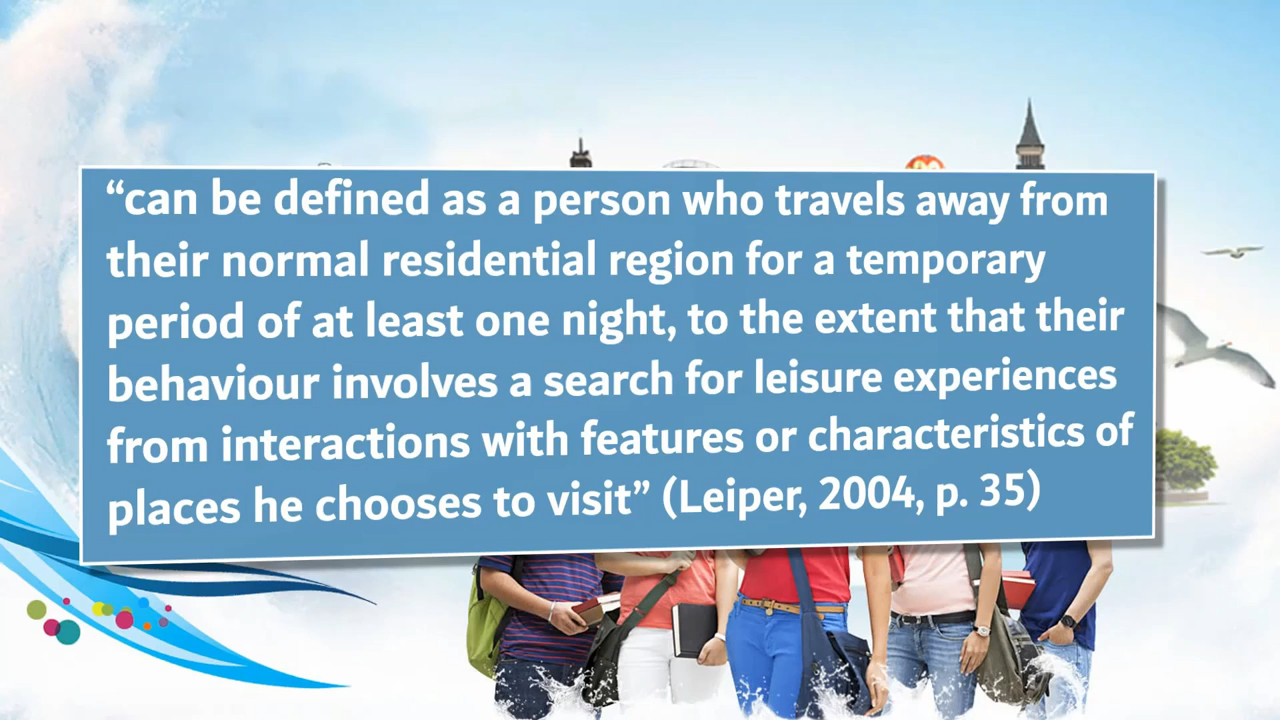 “can be defined as a person who travels away from
their normal residential region for a temporary
period of at least one night, to the extent that their
behaviour involves a search for leisure experiences
from interactions with features or characteristics of
places he chooses to visit” (Leiper, 2004, p. 35)